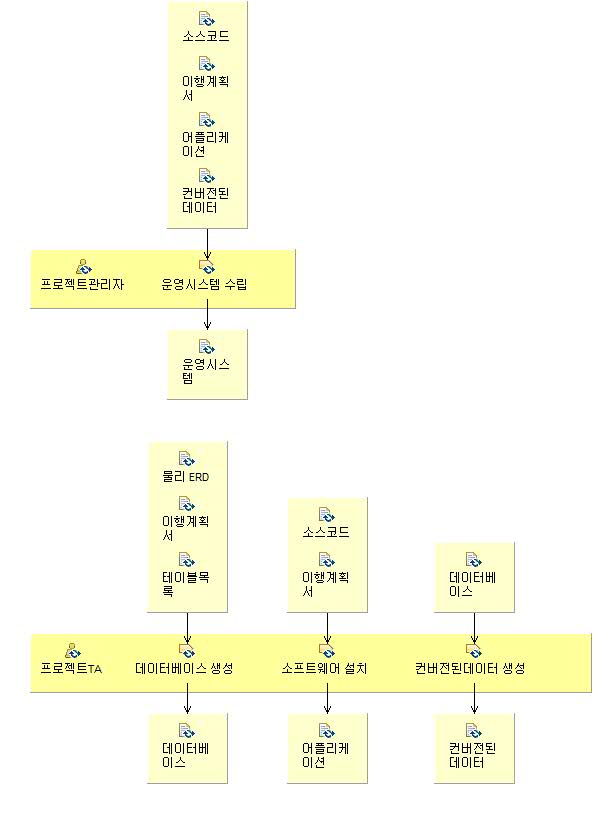 소스코드
이행계획
서
어플리케
이션
컨버전된
데이터
프로젝트관리자
운영시스템 수립
운영시스
템
물리 ERD
이행계획
서
테이블목
록
소스코드
이행계획
서
데이터베
이스
프로젝트TA
데이터베이스 생성
소프트웨어 설치
컨버전된데이터 생성
데이터베
이스
어플리케
이션
컨버전된
데이터